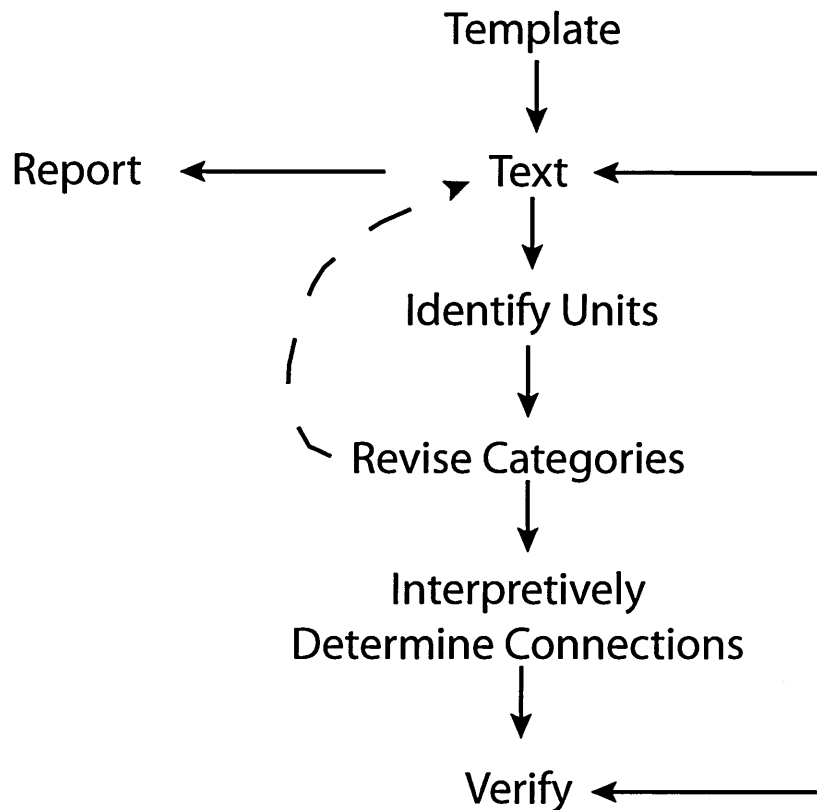 Template
Report
Text
Identify Units
Revise Categories
Interpretively
Determine Connections
Verify